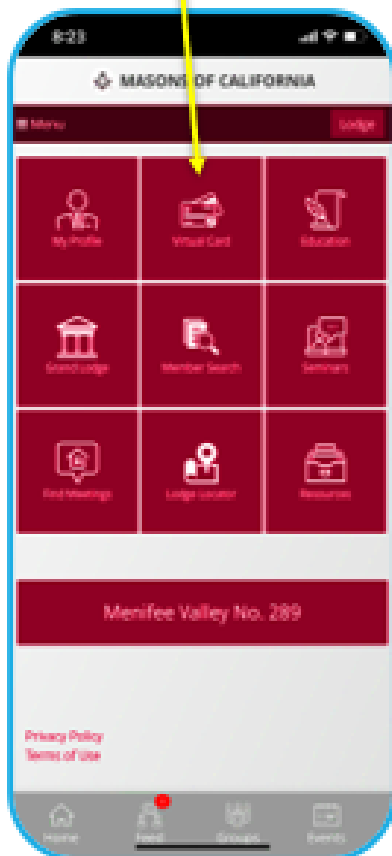 8:23
MASONS OF CALIFORNIA
Menu
Lodge
My Profile
Virtual Card
Education
Grand Lodge
Member Search
Seminars
Find Meetings
Lodge Locator
Resources
Menifee Valley No. 289
Privacy Policy
Terms of Use
Home
Feed
Groups
Events